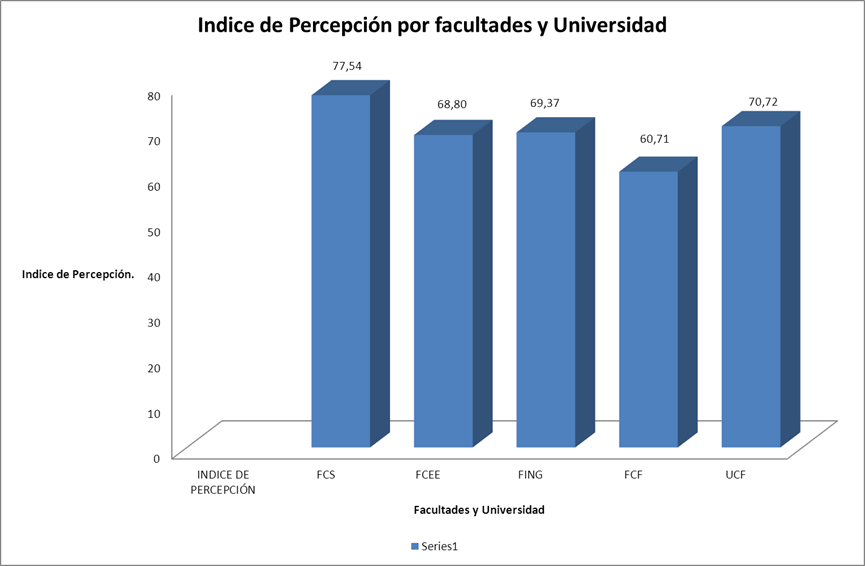 Indice de Percepción por facultades y Universidad
77,54
68,80
69,37
60,71
70,72
80
70
60
50
40
30
20
10
0
Indice de Percepción.
INDICE DE
PERCEPCIÓN
FCS
FCEE
FING
FCF
UCF
Facultades y Universidad
Series1